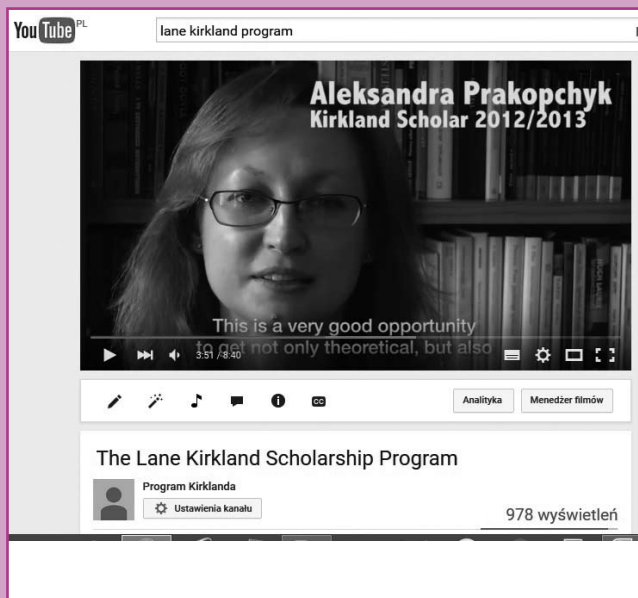 You Tube PL
lane kirkland program
Aleksandra Prakopchyk
Kirkland Scholar 2012/2013
This is a very good opportunity
to get not only theoretical, but also
3:51 / 8:40
CC
Analityka
Menedżer filmów
The Lane Kirkland Scholarship Program
Program Kirklanda
Ustawienia kanału
978 wyświetleń